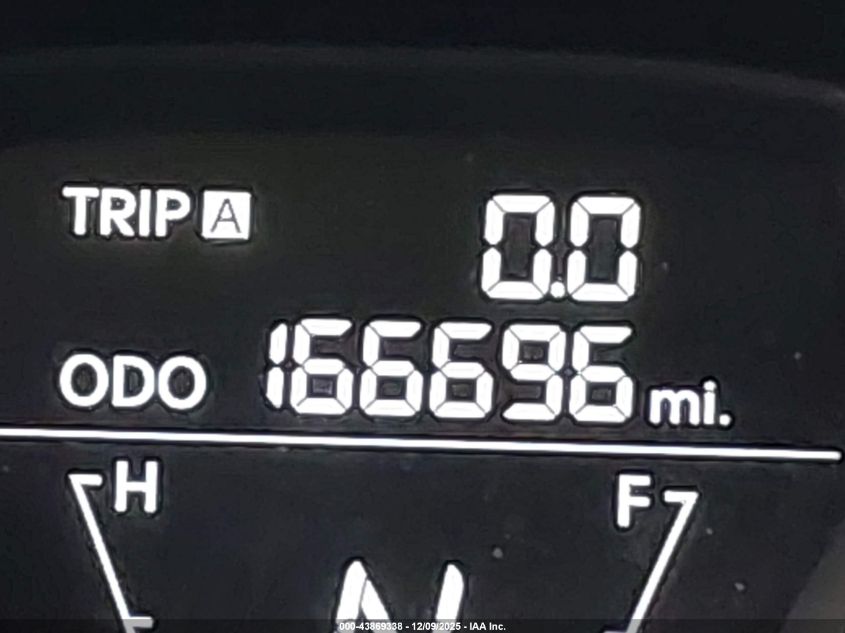 TRIP A 0.0
ODO 166696 mi.
H F
N
000-43869338 - 12/09/2025 - IAA Inc.